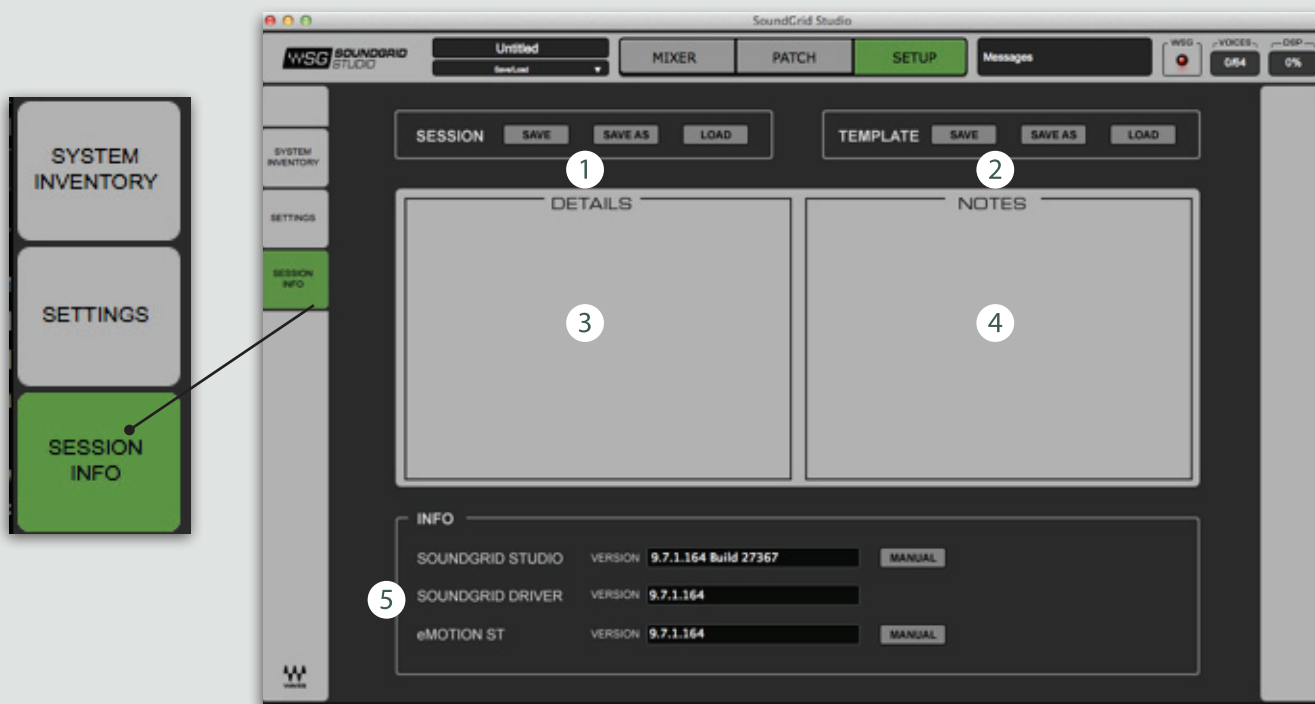 SoundGrid Studio
WSG SOUNDGRID STUDIO
Untitled
Save/Load
MIXER
PATCH
SETUP
Messages
WSG
VOICES
0/64
DSP
0%
SYSTEM
INVENTORY
SETTINGS
SESSION
INFO
SYSTEM
INVENTORY
SETTINGS
SESSION
INFO
SESSION SAVE SAVE AS LOAD
1
TEMPLATE SAVE SAVE AS LOAD
2
DETAILS
3
NOTES
4
INFO
SOUNDGRID STUDIO VERSION 9.7.1.164 Build 27367 MANUAL
5
SOUNDGRID DRIVER VERSION 9.7.1.164
eMOTION ST VERSION 9.7.1.164 MANUAL
WAVES